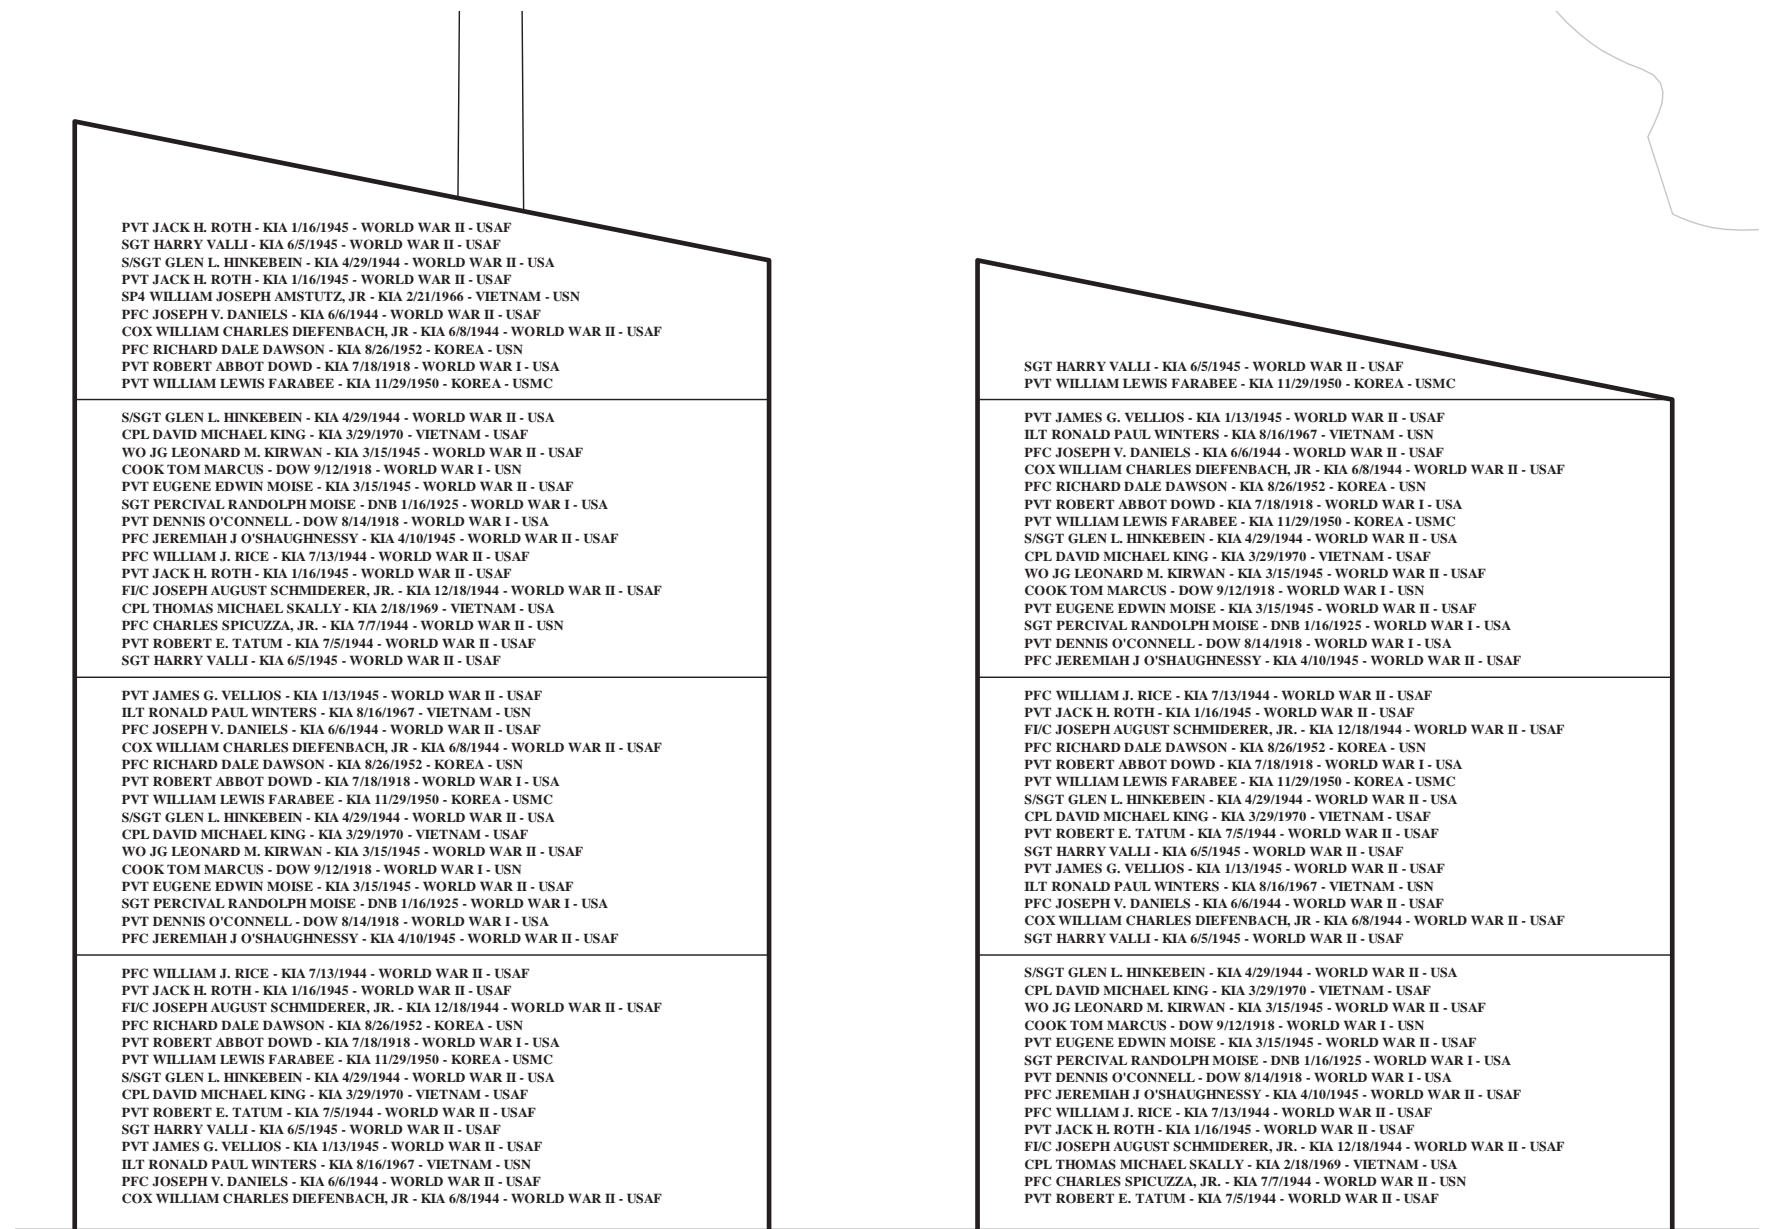 PVT JACK H. ROTH - KIA 1/16/1945 - WORLD WAR II - USAF
SGT HARRY VALLI - KIA 6/5/1945 - WORLD WAR II - USAF
S/SGT GLEN L. HINKEBEIN - KIA 4/29/1944 - WORLD WAR II - USA
PVT JACK H. ROTH - KIA 1/16/1945 - WORLD WAR II - USAF
SP4 WILLIAM JOSEPH AMSTUTZ, JR - KIA 2/21/1966 - VIETNAM - USN
PFC JOSEPH V. DANIELS - KIA 6/6/1944 - WORLD WAR II - USAF
COX WILLIAM CHARLES DIEFENBACH, JR - KIA 6/8/1944 - WORLD WAR II - USAF
PFC RICHARD DALE DAWSON - KIA 8/26/1952 - KOREA - USN
PVT ROBERT ABBOT DOWD - KIA 7/18/1918 - WORLD WAR I - USA
PVT WILLIAM LEWIS FARABEE - KIA 11/29/1950 - KOREA - USMC
S/SGT GLEN L. HINKEBEIN - KIA 4/29/1944 - WORLD WAR II - USA
CPL DAVID MICHAEL KING - KIA 3/29/1970 - VIETNAM - USAF
WO JG LEONARD M. KIRWAN - KIA 3/15/1945 - WORLD WAR II - USAF
COOK TOM MARCUS - DOW 9/12/1918 - WORLD WAR I - USN
PVT EUGENE EDWIN MOISE - KIA 3/15/1945 - WORLD WAR II - USAF
SGT PERCIVAL RANDOLPH MOISE - DNB 1/16/1925 - WORLD WAR I - USA
PVT DENNIS O'CONNELL - DOW 8/14/1918 - WORLD WAR I - USA
PFC JEREMIAH J O'SHAUGHNESSY - KIA 4/10/1945 - WORLD WAR II - USAF
PFC WILLIAM J. RICE - KIA 7/13/1944 - WORLD WAR II - USAF
PVT JACK H. ROTH - KIA 1/16/1945 - WORLD WAR II - USAF
FI/C JOSEPH AUGUST SCHMIDERER, JR. - KIA 12/18/1944 - WORLD WAR II - USAF
CPL THOMAS MICHAEL SKALLY - KIA 2/18/1969 - VIETNAM - USA
PFC CHARLES SPICUZZA, JR. - KIA 7/7/1944 - WORLD WAR II - USN
PVT ROBERT E. TATUM - KIA 7/5/1944 - WORLD WAR II - USAF
SGT HARRY VALLI - KIA 6/5/1945 - WORLD WAR II - USAF
PVT JAMES G. VELLIOS - KIA 1/13/1945 - WORLD WAR II - USAF
ILT RONALD PAUL WINTERS - KIA 8/16/1967 - VIETNAM - USN
PFC JOSEPH V. DANIELS - KIA 6/6/1944 - WORLD WAR II - USAF
COX WILLIAM CHARLES DIEFENBACH, JR - KIA 6/8/1944 - WORLD WAR II - USAF
PFC RICHARD DALE DAWSON - KIA 8/26/1952 - KOREA - USN
PVT ROBERT ABBOT DOWD - KIA 7/18/1918 - WORLD WAR I - USA
PVT WILLIAM LEWIS FARABEE - KIA 11/29/1950 - KOREA - USMC
S/SGT GLEN L. HINKEBEIN - KIA 4/29/1944 - WORLD WAR II - USA
CPL DAVID MICHAEL KING - KIA 3/29/1970 - VIETNAM - USAF
WO JG LEONARD M. KIRWAN - KIA 3/15/1945 - WORLD WAR II - USAF
COOK TOM MARCUS - DOW 9/12/1918 - WORLD WAR I - USN
PVT EUGENE EDWIN MOISE - KIA 3/15/1945 - WORLD WAR II - USAF
SGT PERCIVAL RANDOLPH MOISE - DNB 1/16/1925 - WORLD WAR I - USA
PVT DENNIS O'CONNELL - DOW 8/14/1918 - WORLD WAR I - USA
PFC JEREMIAH J O'SHAUGHNESSY - KIA 4/10/1945 - WORLD WAR II - USAF
PFC WILLIAM J. RICE - KIA 7/13/1944 - WORLD WAR II - USAF
PVT JACK H. ROTH - KIA 1/16/1945 - WORLD WAR II - USAF
FI/C JOSEPH AUGUST SCHMIDERER, JR. - KIA 12/18/1944 - WORLD WAR II - USAF
PFC RICHARD DALE DAWSON - KIA 8/26/1952 - KOREA - USN
PVT ROBERT ABBOT DOWD - KIA 7/18/1918 - WORLD WAR I - USA
PVT WILLIAM LEWIS FARABEE - KIA 11/29/1950 - KOREA - USMC
S/SGT GLEN L. HINKEBEIN - KIA 4/29/1944 - WORLD WAR II - USA
CPL DAVID MICHAEL KING - KIA 3/29/1970 - VIETNAM - USAF
PVT ROBERT E. TATUM - KIA 7/5/1944 - WORLD WAR II - USAF
SGT HARRY VALLI - KIA 6/5/1945 - WORLD WAR II - USAF
PVT JAMES G. VELLIOS - KIA 1/13/1945 - WORLD WAR II - USAF
ILT RONALD PAUL WINTERS - KIA 8/16/1967 - VIETNAM - USN
PFC JOSEPH V. DANIELS - KIA 6/6/1944 - WORLD WAR II - USAF
COX WILLIAM CHARLES DIEFENBACH, JR - KIA 6/8/1944 - WORLD WAR II - USAF
SGT HARRY VALLI - KIA 6/5/1945 - WORLD WAR II - USAF
PVT WILLIAM LEWIS FARABEE - KIA 11/29/1950 - KOREA - USMC
PVT JAMES G. VELLIOS - KIA 1/13/1945 - WORLD WAR II - USAF
ILT RONALD PAUL WINTERS - KIA 8/16/1967 - VIETNAM - USN
PFC JOSEPH V. DANIELS - KIA 6/6/1944 - WORLD WAR II - USAF
COX WILLIAM CHARLES DIEFENBACH, JR - KIA 6/8/1944 - WORLD WAR II - USAF
PFC RICHARD DALE DAWSON - KIA 8/26/1952 - KOREA - USN
PVT ROBERT ABBOT DOWD - KIA 7/18/1918 - WORLD WAR I - USA
PVT WILLIAM LEWIS FARABEE - KIA 11/29/1950 - KOREA - USMC
S/SGT GLEN L. HINKEBEIN - KIA 4/29/1944 - WORLD WAR II - USA
CPL DAVID MICHAEL KING - KIA 3/29/1970 - VIETNAM - USAF
WO JG LEONARD M. KIRWAN - KIA 3/15/1945 - WORLD WAR II - USAF
COOK TOM MARCUS - DOW 9/12/1918 - WORLD WAR I - USN
PVT EUGENE EDWIN MOISE - KIA 3/15/1945 - WORLD WAR II - USAF
SGT PERCIVAL RANDOLPH MOISE - DNB 1/16/1925 - WORLD WAR I - USA
PVT DENNIS O'CONNELL - DOW 8/14/1918 - WORLD WAR I - USA
PFC JEREMIAH J O'SHAUGHNESSY - KIA 4/10/1945 - WORLD WAR II - USAF
PFC WILLIAM J. RICE - KIA 7/13/1944 - WORLD WAR II - USAF
PVT JACK H. ROTH - KIA 1/16/1945 - WORLD WAR II - USAF
FI/C JOSEPH AUGUST SCHMIDERER, JR. - KIA 12/18/1944 - WORLD WAR II - USAF
PFC RICHARD DALE DAWSON - KIA 8/26/1952 - KOREA - USN
PVT ROBERT ABBOT DOWD - KIA 7/18/1918 - WORLD WAR I - USA
PVT WILLIAM LEWIS FARABEE - KIA 11/29/1950 - KOREA - USMC
S/SGT GLEN L. HINKEBEIN - KIA 4/29/1944 - WORLD WAR II - USA
CPL DAVID MICHAEL KING - KIA 3/29/1970 - VIETNAM - USAF
PVT ROBERT E. TATUM - KIA 7/5/1944 - WORLD WAR II - USAF
SGT HARRY VALLI - KIA 6/5/1945 - WORLD WAR II - USAF
PVT JAMES G. VELLIOS - KIA 1/13/1945 - WORLD WAR II - USAF
ILT RONALD PAUL WINTERS - KIA 8/16/1967 - VIETNAM - USN
PFC JOSEPH V. DANIELS - KIA 6/6/1944 - WORLD WAR II - USAF
COX WILLIAM CHARLES DIEFENBACH, JR - KIA 6/8/1944 - WORLD WAR II - USAF
SGT HARRY VALLI - KIA 6/5/1945 - WORLD WAR II - USAF
S/SGT GLEN L. HINKEBEIN - KIA 4/29/1944 - WORLD WAR II - USA
CPL DAVID MICHAEL KING - KIA 3/29/1970 - VIETNAM - USAF
WO JG LEONARD M. KIRWAN - KIA 3/15/1945 - WORLD WAR II - USAF
COOK TOM MARCUS - DOW 9/12/1918 - WORLD WAR I - USN
PVT EUGENE EDWIN MOISE - KIA 3/15/1945 - WORLD WAR II - USAF
SGT PERCIVAL RANDOLPH MOISE - DNB 1/16/1925 - WORLD WAR I - USA
PVT DENNIS O'CONNELL - DOW 8/14/1918 - WORLD WAR I - USA
PFC JEREMIAH J O'SHAUGHNESSY - KIA 4/10/1945 - WORLD WAR II - USAF
PFC WILLIAM J. RICE - KIA 7/13/1944 - WORLD WAR II - USAF
PVT JACK H. ROTH - KIA 1/16/1945 - WORLD WAR II - USAF
FI/C JOSEPH AUGUST SCHMIDERER, JR. - KIA 12/18/1944 - WORLD WAR II - USAF
CPL THOMAS MICHAEL SKALLY - KIA 2/18/1969 - VIETNAM - USA
PFC CHARLES SPICUZZA, JR. - KIA 7/7/1944 - WORLD WAR II - USN
PVT ROBERT E. TATUM - KIA 7/5/1944 - WORLD WAR II - USAF